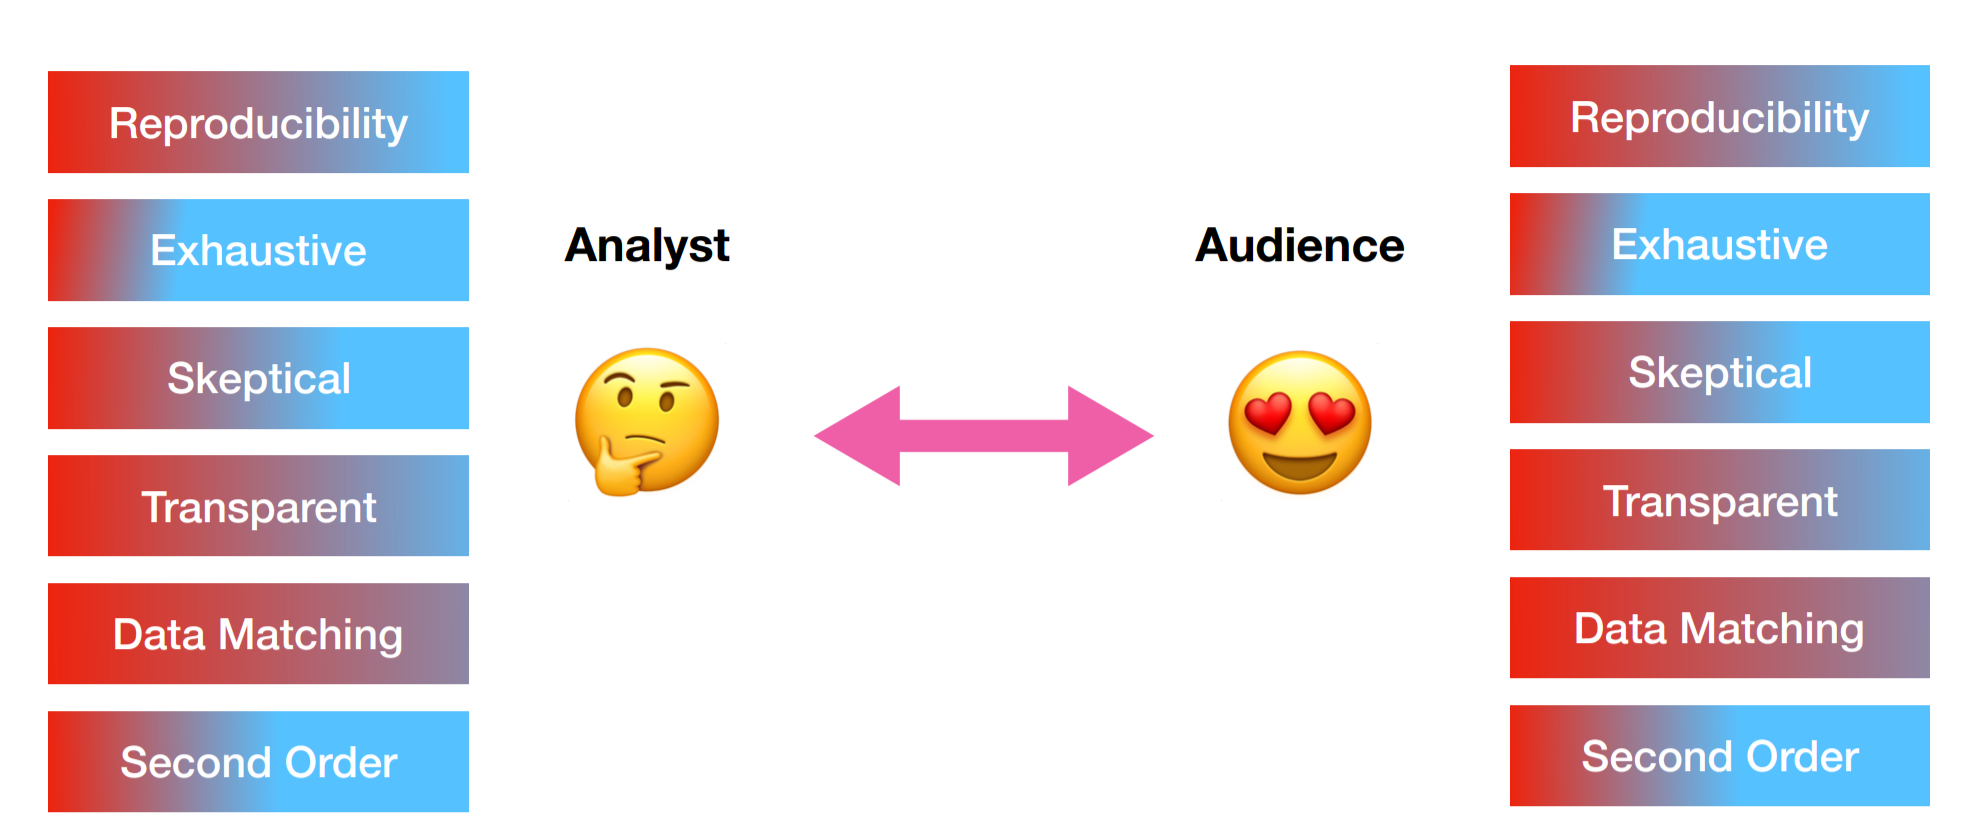 Reproducibility
Exhaustive
Skeptical
Transparent
Data Matching
Second Order
Analyst
Audience
Reproducibility
Exhaustive
Skeptical
Transparent
Data Matching
Second Order